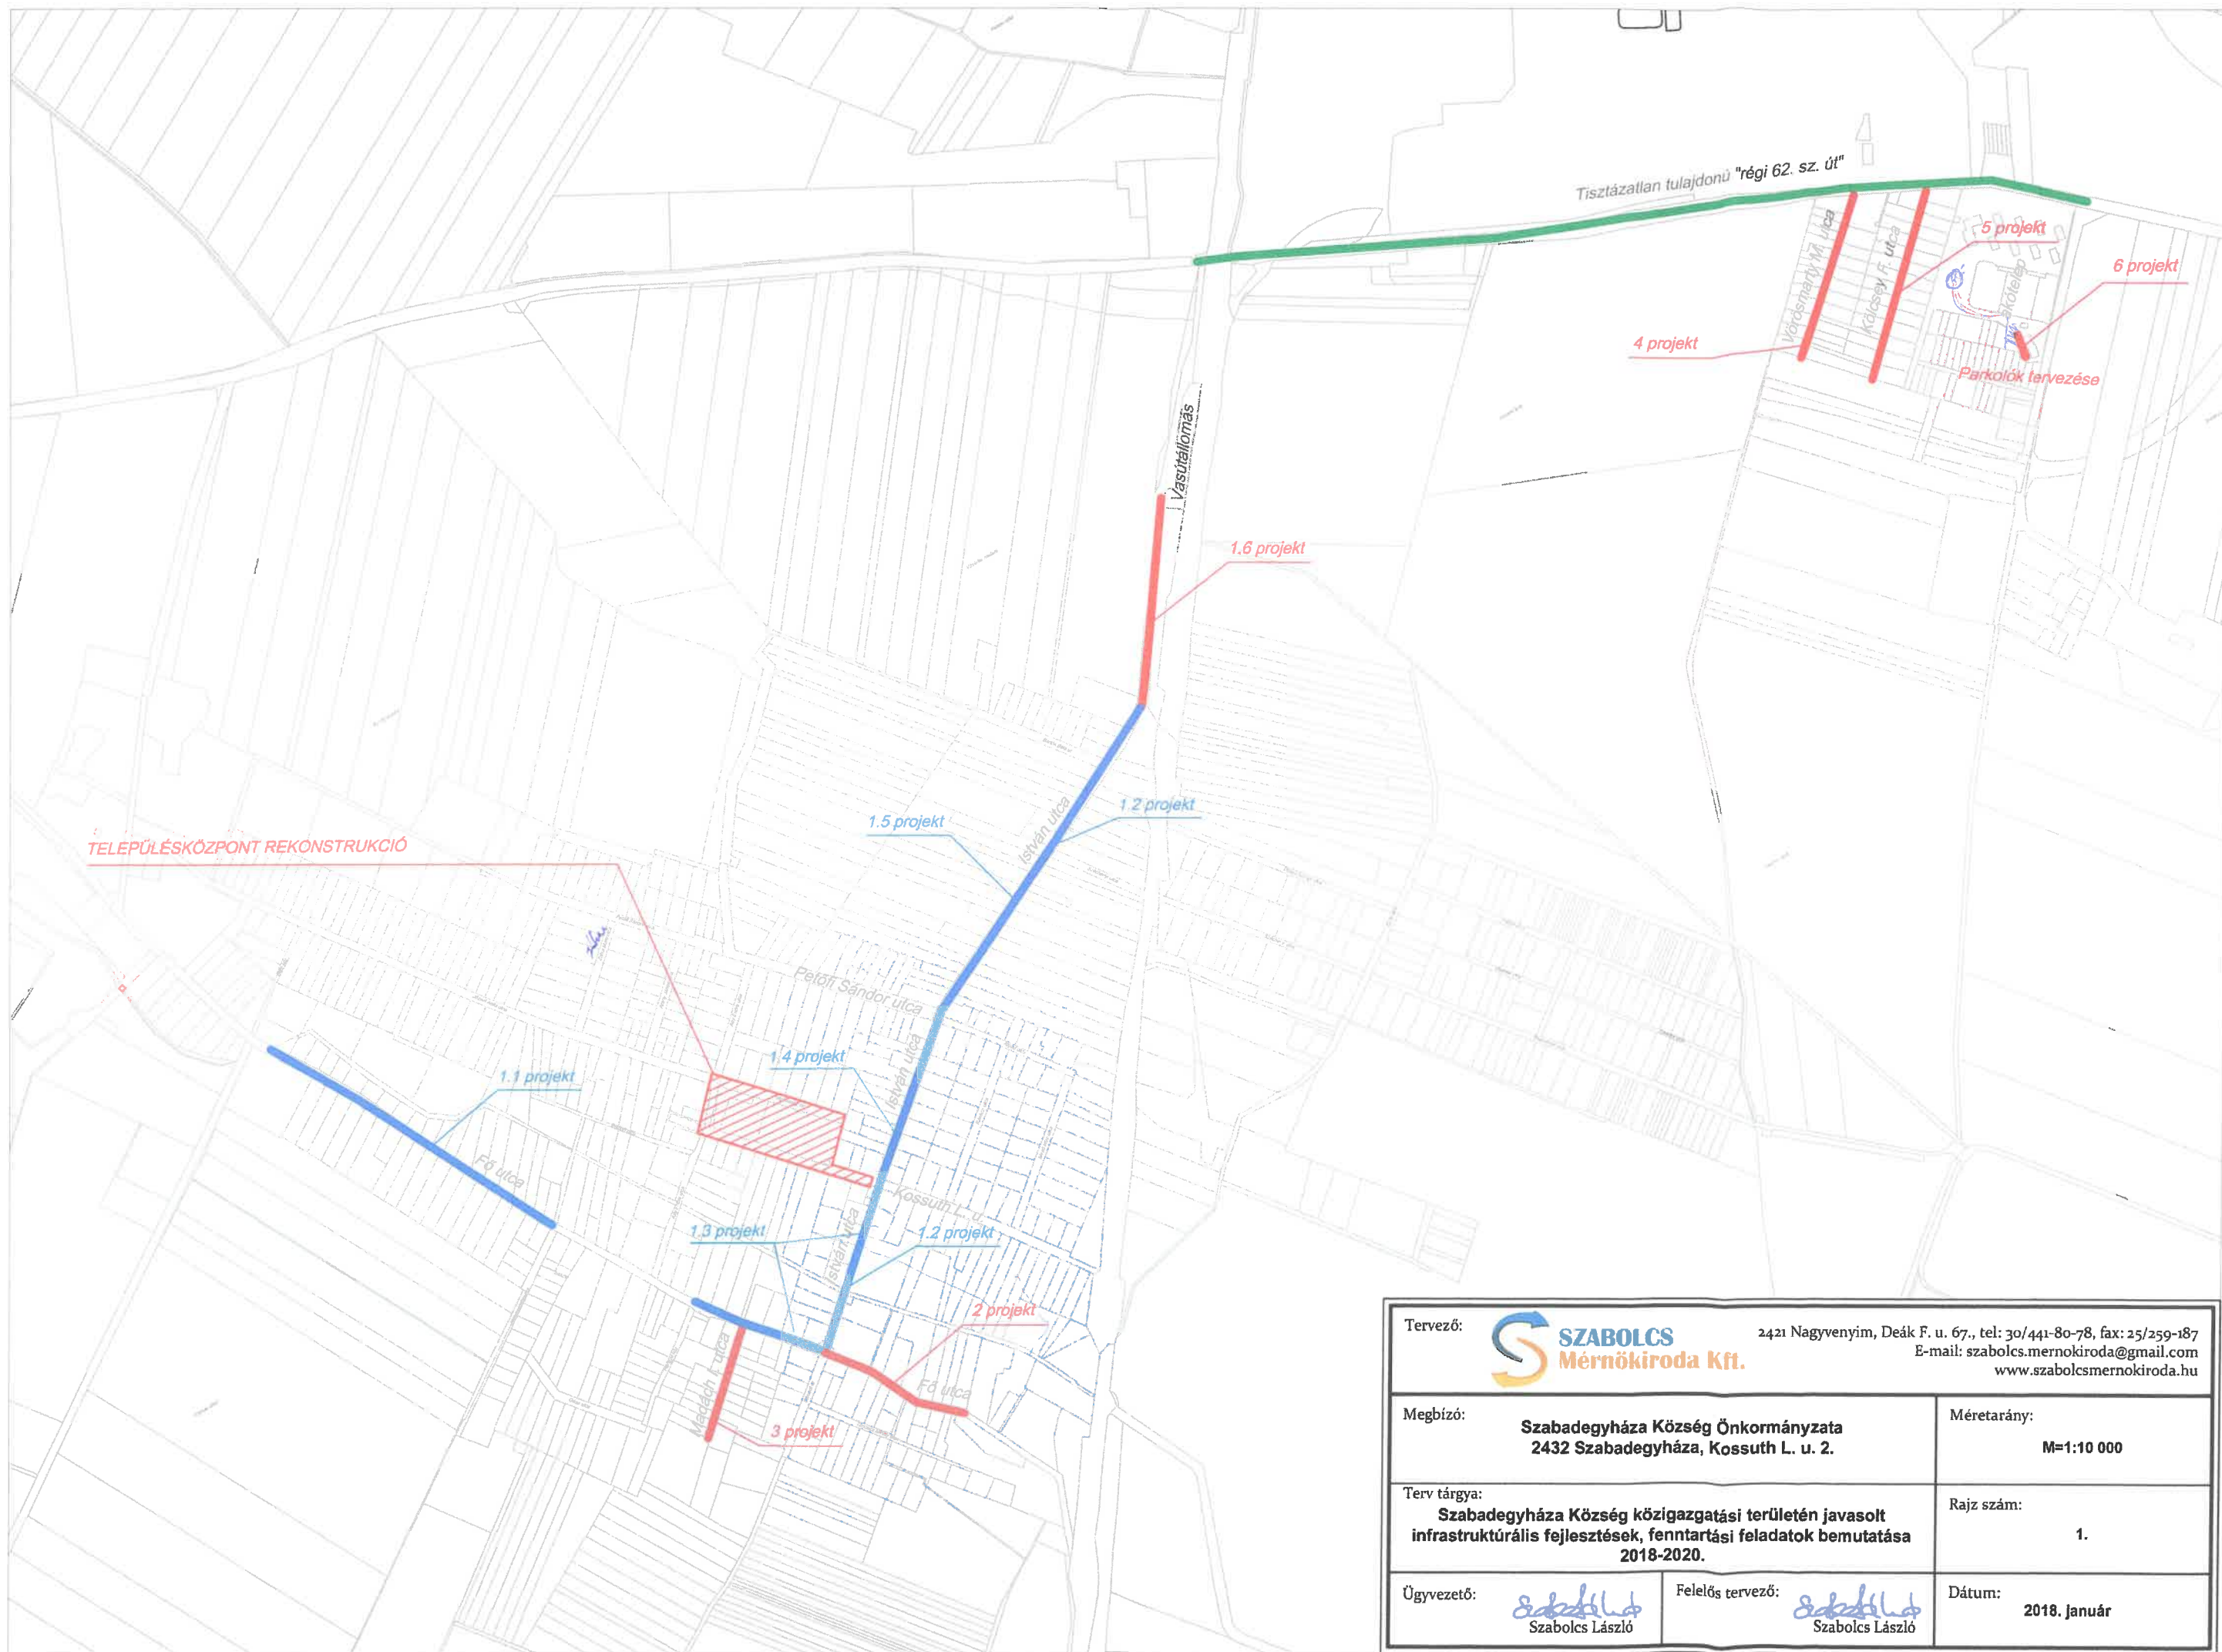 Tisztázatlan tulajdonú "régi 62. sz. út"
Vörösmarty M. utca
Kölcsey F. utca
5 projekt
6 projekt
4 projekt
Parkolók tervezése
Vasútállomás
1.6 projekt
1.5 projekt
István utca
1.2 projekt
TELEPÜLÉSKÖZPONT REKONSTRUKCIÓ
Petőfi Sándor utca
István utca
1.4 projekt
1.1 projekt
Fő utca
Kossuth L. u.
1.3 projekt
István utca
1.2 projekt
2 projekt
Madách I. utca
Fő utca
3 projekt
Tervező:
SZABOLCS
Mérnökiroda Kft.
2421 Nagyvenyim, Deák F. u. 67., tel: 30/441-80-78, fax: 25/259-187
E-mail: szabolcs.mernokiroda@gmail.com
www.szabolcsmernokiroda.hu
Megbízó:
Szabadegyháza Község Önkormányzata
2432 Szabadegyháza, Kossuth L. u. 2.
Méretarány:
M=1:10 000
Terv tárgya:
Szabadegyháza Község közigazgatási területén javasolt
infrastruktúrális fejlesztések, fenntartási feladatok bemutatása
2018-2020.
Rajz szám:
1.
Ügyvezető:
Szabolcs László
Felelős tervező:
Szabolcs László
Dátum:
2018. január